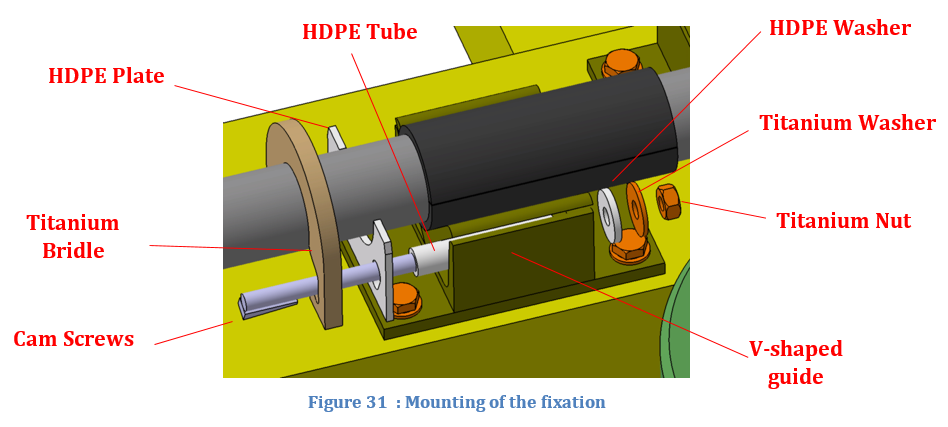 HDPE Tube
HDPE Washer
HDPE Plate
Titanium Washer
Titanium
Bridle
Titanium Nut
Cam Screws
V-shaped
guide
Figure 31  : Mounting of the fixation